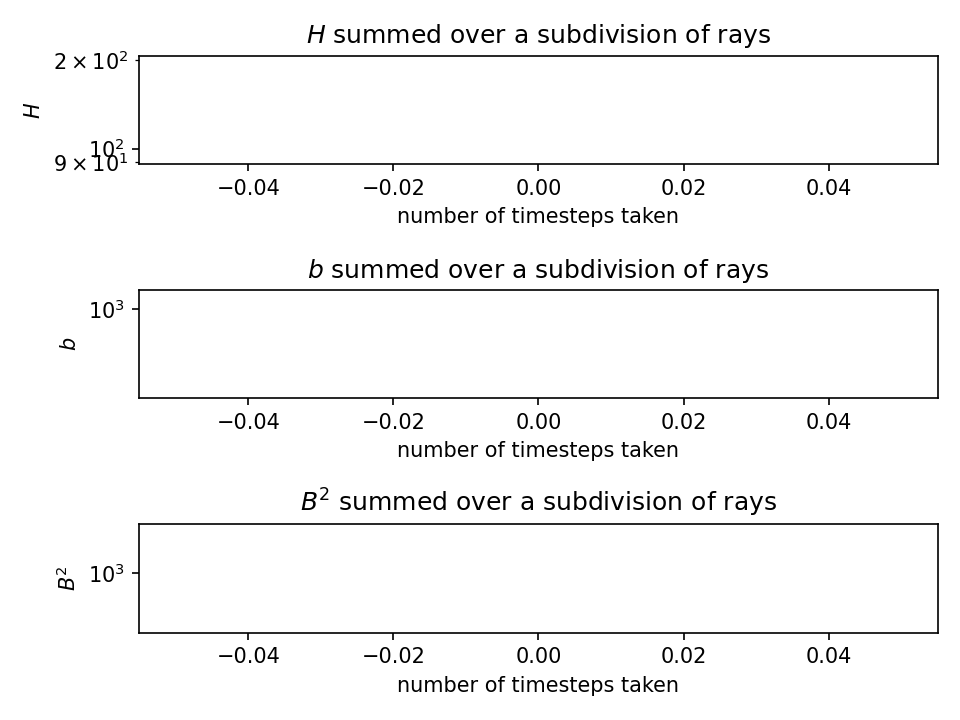 H summed over a subdivision of rays
2 × 10²
H
10²
9 × 10¹
−0.04 −0.02 0.00 0.02 0.04
number of timesteps taken
b summed over a subdivision of rays
10³
b
−0.04 −0.02 0.00 0.02 0.04
number of timesteps taken
B² summed over a subdivision of rays
B² 10³
−0.04 −0.02 0.00 0.02 0.04
number of timesteps taken